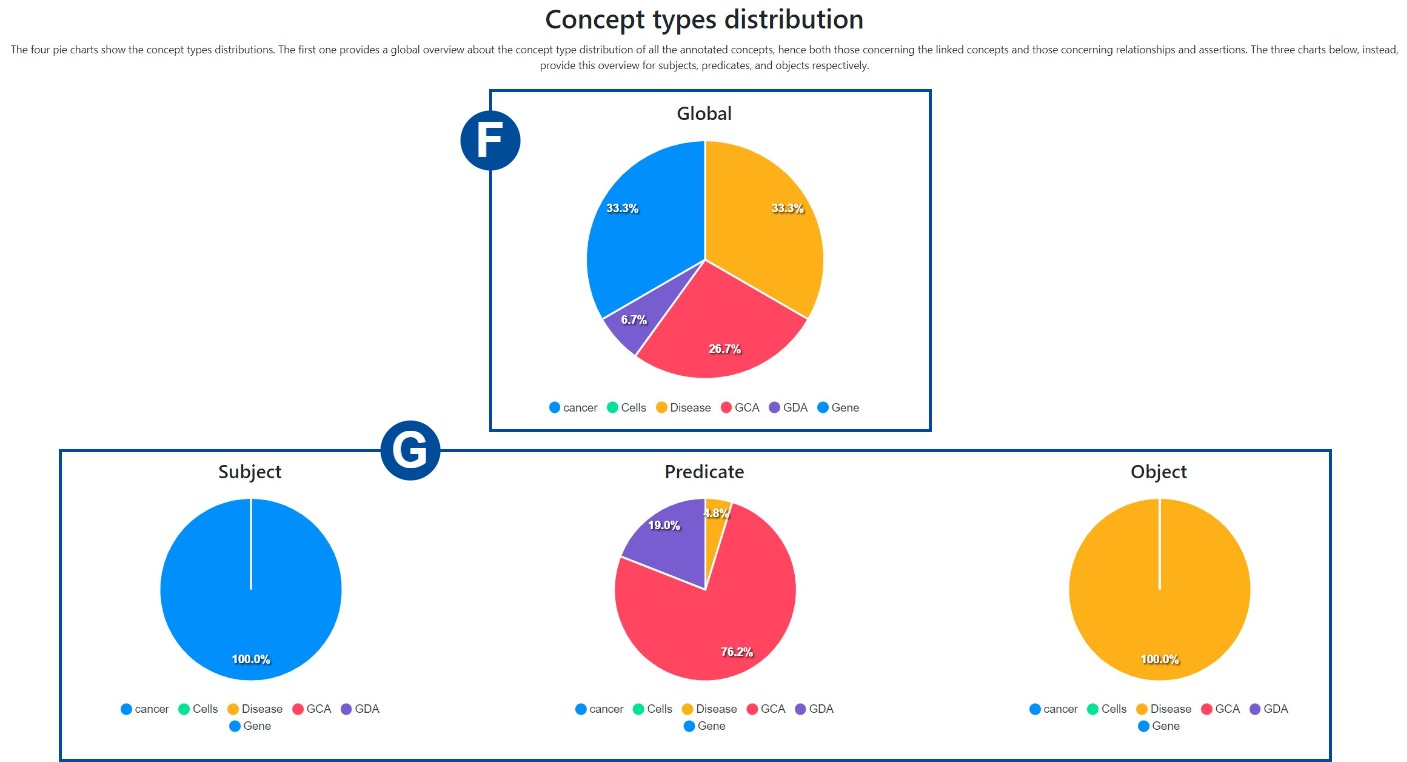 Concept types distribution
The four pie charts show the concept types distributions. The first one provides a global overview about the concept type distribution of all the annotated concepts, hence both those concerning the linked concepts and those concerning relationships and assertions. The three charts below, instead,
provide this overview for subjects, predicates, and objects respectively.
F
Global
33.3%
33.3%
6.7%
26.7%
cancer Cells Disease GCA GDA Gene
G
Subject
100.0%
cancer Cells Disease GCA GDA
Gene
Predicate
4.8%
19.0%
76.2%
cancer Cells Disease GCA GDA
Gene
Object
100.0%
cancer Cells Disease GCA GDA
Gene